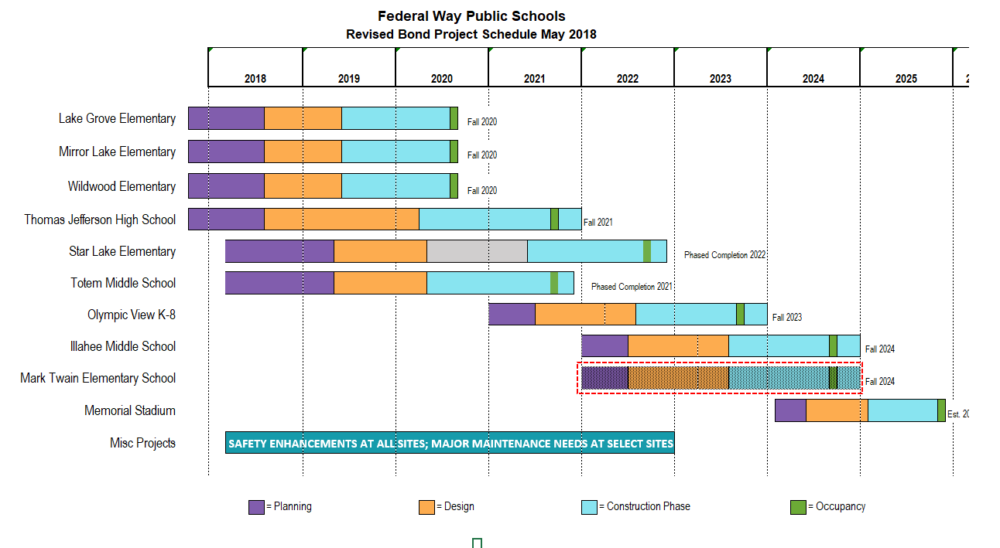 Federal Way Public Schools
Revised Bond Project Schedule May 2018
2018 2019 2020 2021 2022 2023 2024 2025
Lake Grove Elementary Fall 2020
Mirror Lake Elementary Fall 2020
Wildwood Elementary Fall 2020
Thomas Jefferson High School Fall 2021
Star Lake Elementary Phased Completion 2022
Totem Middle School Phased Completion 2021
Olympic View K-8 Fall 2023
Illahee Middle School Fall 2024
Mark Twain Elementary School Fall 2024
Memorial Stadium Est.
Misc Projects SAFETY ENHANCEMENTS AT ALL SITES; MAJOR MAINTENANCE NEEDS AT SELECT SITES
= Planning = Design = Construction Phase = Occupancy